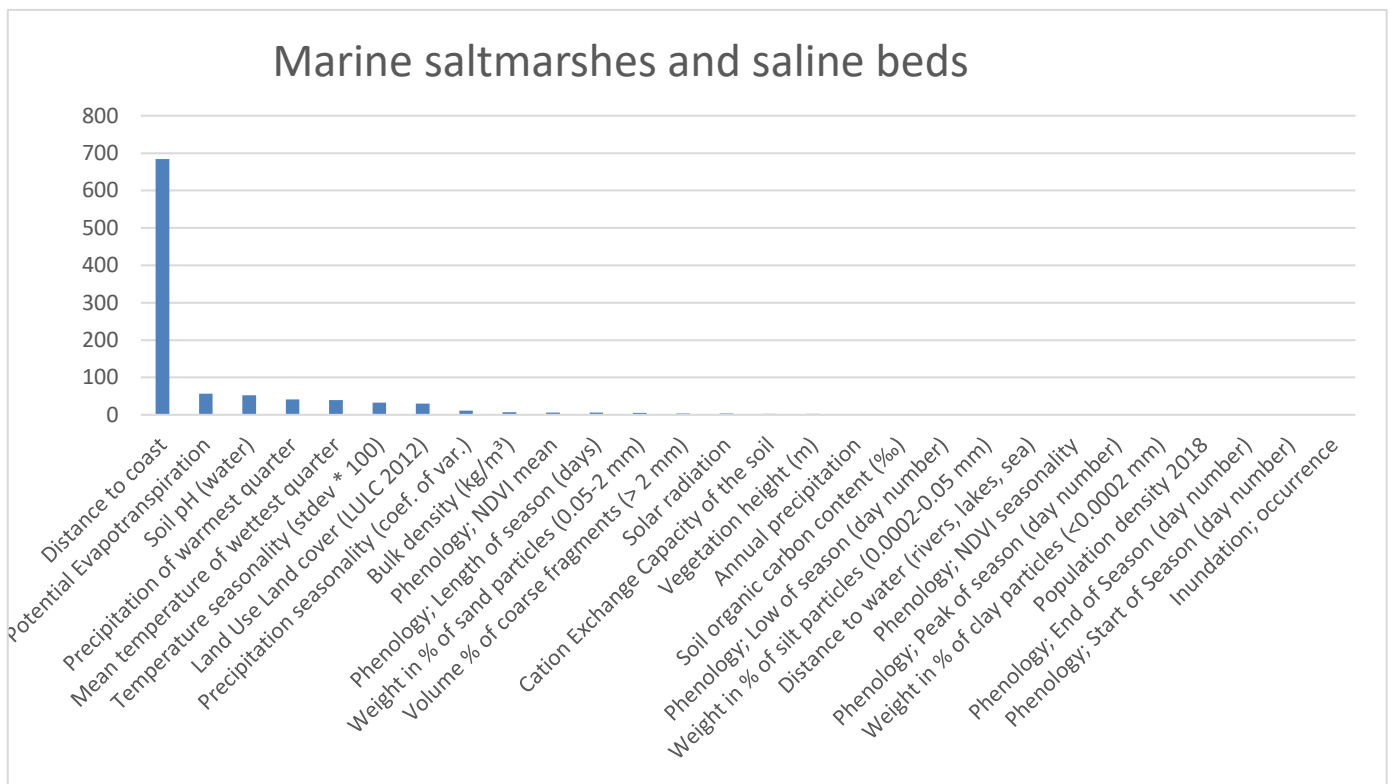 Marine saltmarshes and saline beds
800
700
600
500
400
300
200
100
0
Distance to coast
Potential Evapotranspiration
Soil pH (water)
Precipitation of warmest quarter
Mean temperature of wettest quarter
Temperature seasonality (stdev * 100)
Land Use Land cover (LULC 2012)
Precipitation seasonality (coef. of var.)
Bulk density (kg/m³)
Phenology; NDVI mean
Phenology; Length of season (days)
Weight in % of sand particles (0.05-2 mm)
Volume % of coarse fragments (> 2 mm)
Solar radiation
Cation Exchange Capacity of the soil
Vegetation height (m)
Annual precipitation
Soil organic carbon content (‰)
Phenology; Low of season (day number)
Weight in % of silt particles (0.0002-0.05 mm)
Distance to water (rivers, lakes, sea)
Phenology; NDVI seasonality
Phenology; Peak of season (day number)
Weight in % of clay particles (<0.0002 mm)
Population density 2018
Phenology; End of Season (day number)
Phenology; Start of Season (day number)
Inundation; occurrence